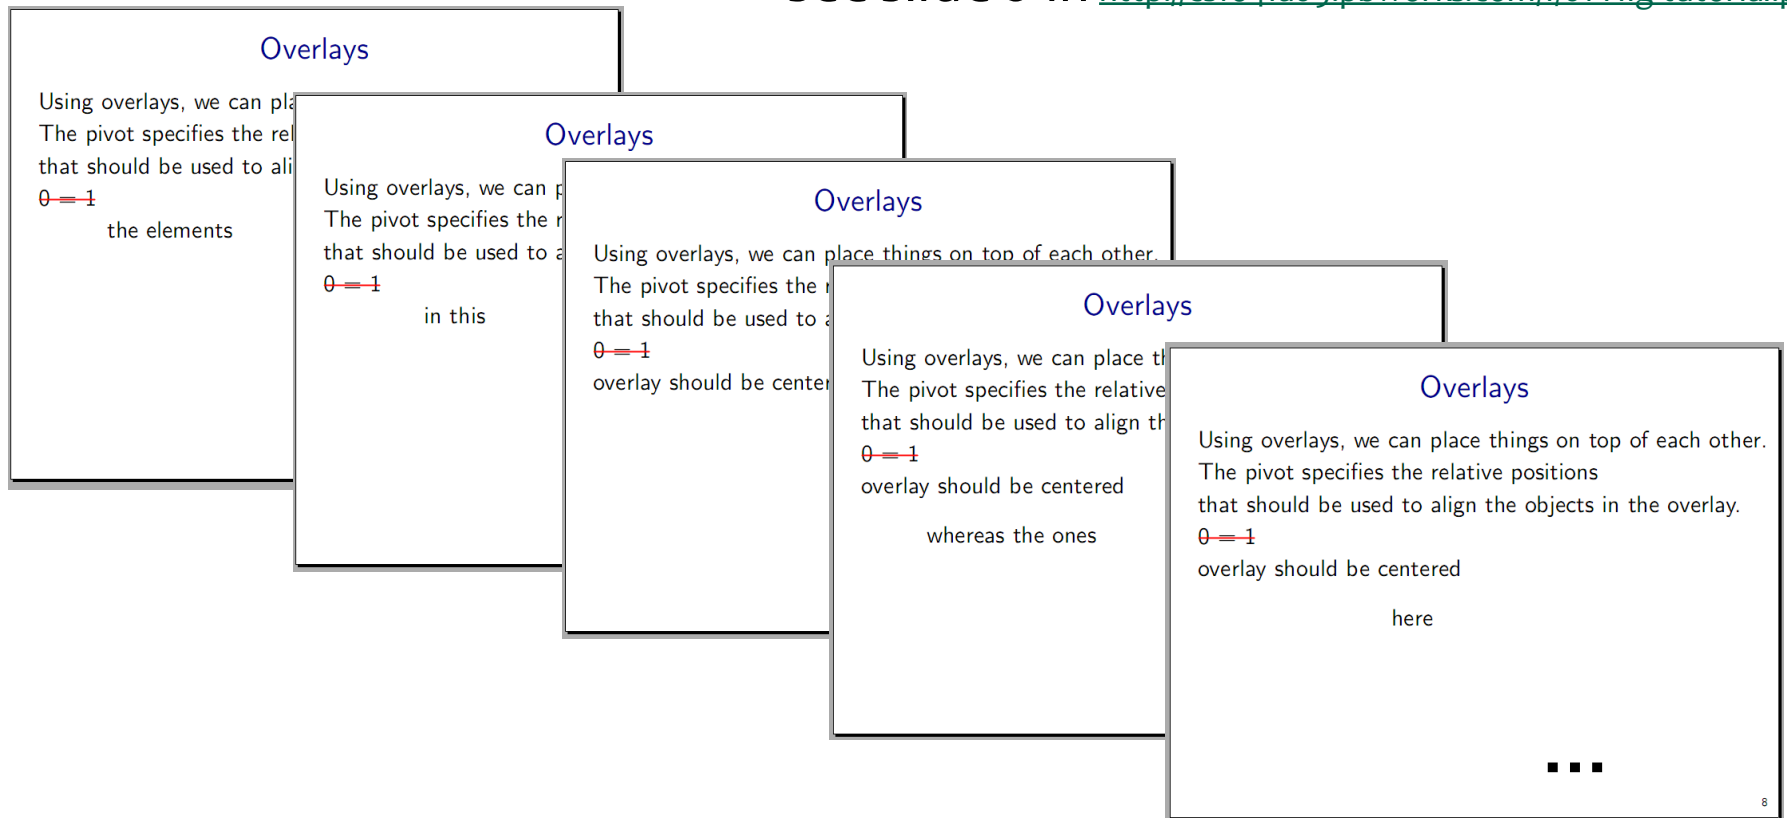 Overlays
Using overlays, we can pla
The pivot specifies the rel
that should be used to ali
0 = 1
the elements
Overlays
Using overlays, we can p
The pivot specifies the r
that should be used to a
0 = 1
in this
Overlays
Using overlays, we can place things on top of each other.
The pivot specifies the r
that should be used to a
0 = 1
overlay should be center
Overlays
Using overlays, we can place th
The pivot specifies the relative
that should be used to align th
0 = 1
overlay should be centered
whereas the ones
Overlays
Using overlays, we can place things on top of each other.
The pivot specifies the relative positions
that should be used to align the objects in the overlay.
0 = 1
overlay should be centered
here
...
8